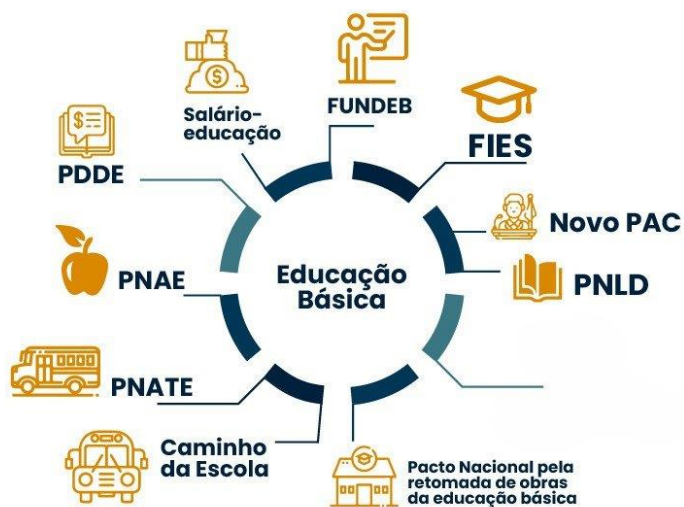 Salário-
educação
FUNDEB
FIES
PDDE
Novo PAC
Educação
Básica
PNAE
PNLD
PNATE
Caminho
da Escola
Pacto Nacional pela
retomada de obras
da educação básica